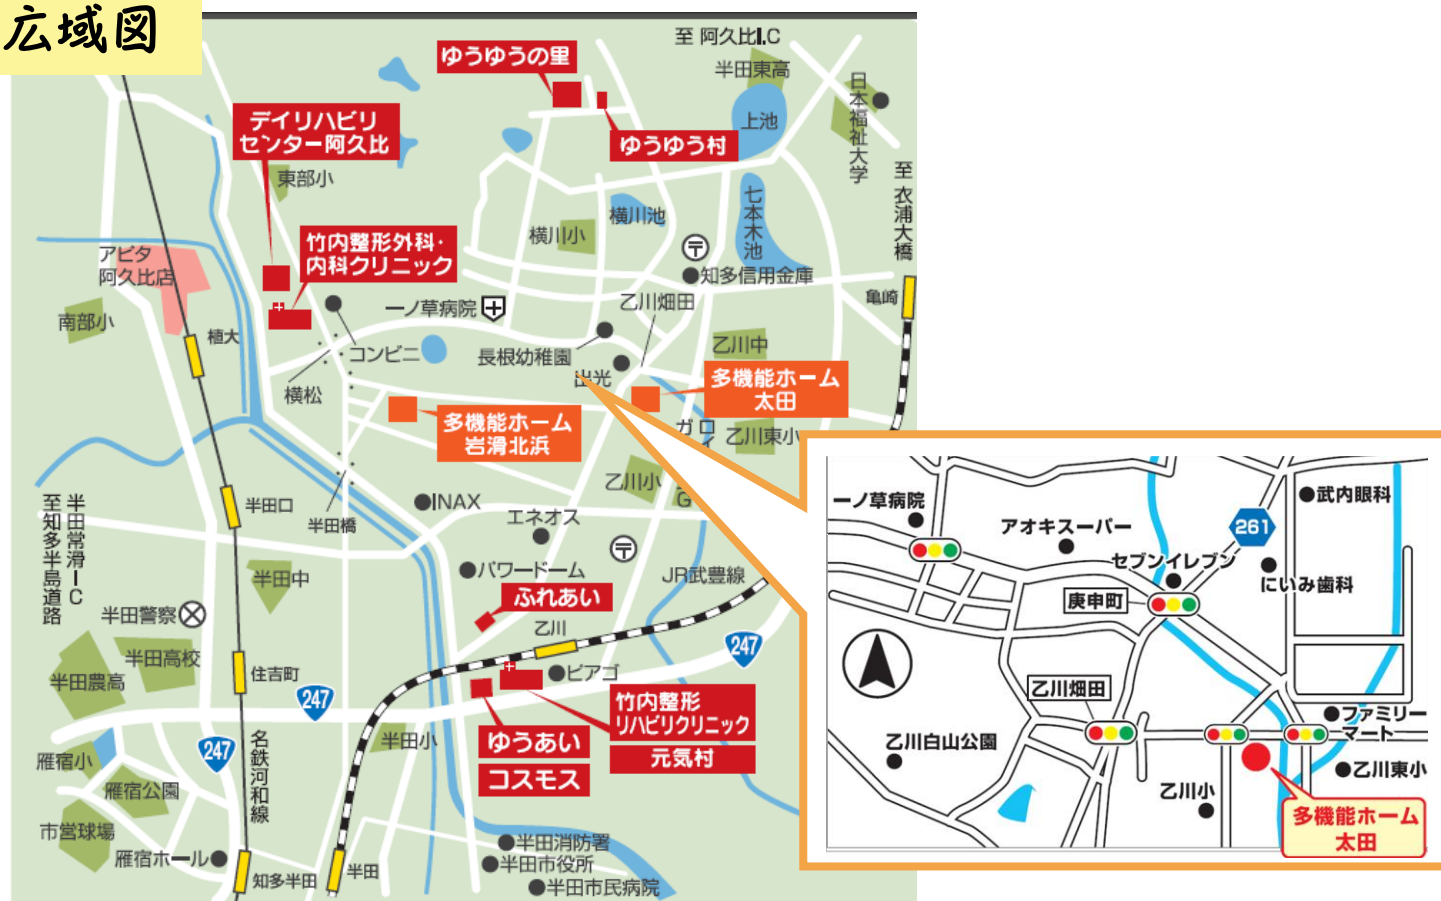 広域図
至 阿久比I.C
ゆうゆうの里
半田東高
日本福祉大学
上池
デイリハビリ
センター阿久比
ゆうゆう村
至 衣浦大橋
東部小
七本木池
横川池
横川小
竹内整形外科・
内科クリニック
アピタ
阿久比店
知多信用金庫
乙川畑田
亀崎
一ノ草病院
南部小
植大
コンビニ
長根幼稚園
乙川中
出光
横松
多機能ホーム
太田
多機能ホーム
岩滑北浜
ガ
ロイ
乙川東小
乙川小
G
半田常滑IC
至知多半島道路
半田口
半田橋
INAX
エネオス
パワードーム
JR武豊線
半田中
ふれあい
半田警察
乙川
247
半田高校
半田農高
住吉町
ピアゴ
247
竹内整形
リハビリクリニック
元気村
ゆうあい
コスモス
半田小
247
名鉄河和線
雁宿小
雁宿公園
市営球場
雁宿ホール
知多半田
半田
半田消防署
半田市役所
半田市民病院
一ノ草病院
アオキスーパー
261
武内眼科
セブンイレブン
にいみ歯科
庚申町
乙川畑田
ファミリー
マート
乙川白山公園
乙川東小
乙川小
多機能ホーム
太田